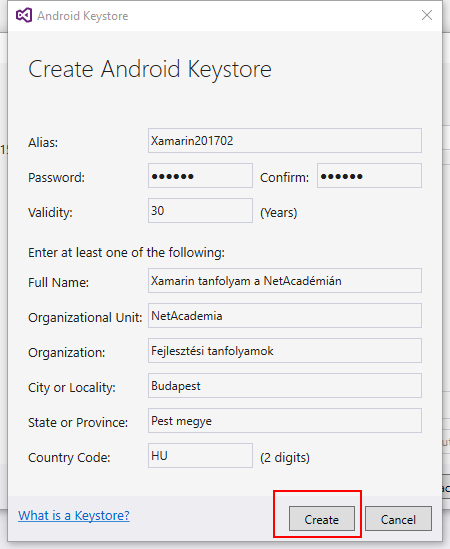 Android Keystore
Create Android Keystore
Alias: Xamarin201702
15
Password: ●●●●●● Confirm: ●●●●●●
Validity: 30 (Years)
Enter at least one of the following:
Full Name: Xamarin tanfolyam a NetAcadémián
Organizational Unit: NetAcademia
Organization: Fejlesztési tanfolyamok
City or Locality: Budapest
State or Province: Pest megye
Country Code: HU (2 digits)
What is a Keystore? Create Cancel